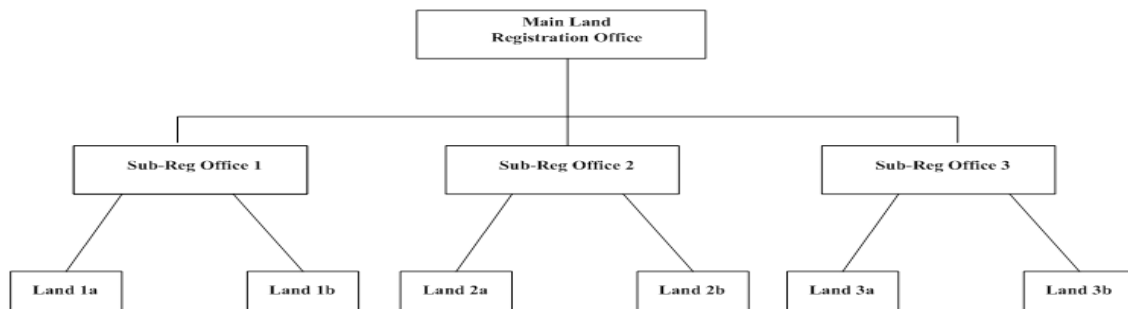 Main Land
Registration Office
Sub-Reg Office 1
Sub-Reg Office 2
Sub-Reg Office 3
Land 1a
Land 1b
Land 2a
Land 2b
Land 3a
Land 3b